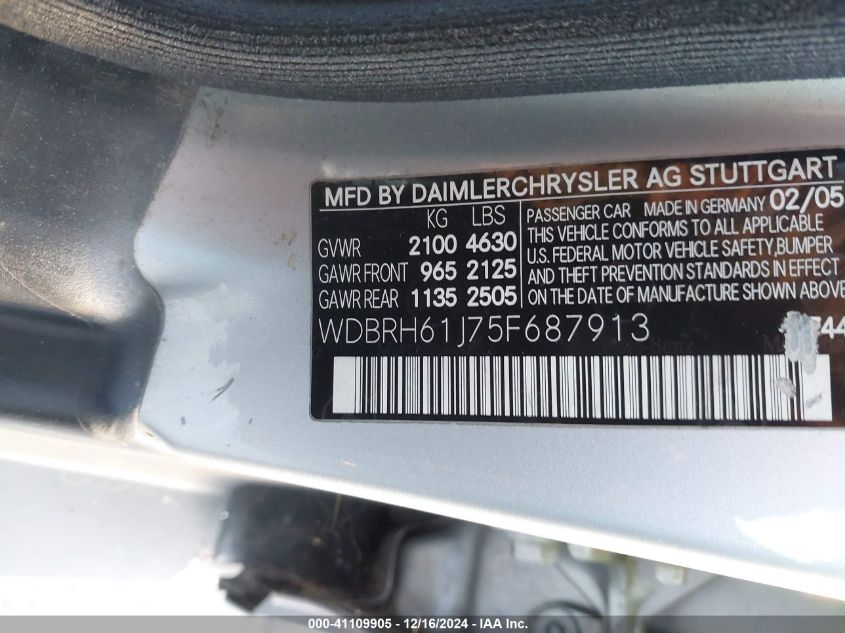 MFD BY DAIMLERCHRYSLER AG STUTTGART
KG LBS
GVWR 2100 4630
GAWR FRONT 965 2125
GAWR REAR 1135 2505
PASSENGER CAR MADE IN GERMANY 02/05
THIS VEHICLE CONFORMS TO ALL APPLICABLE
U.S. FEDERAL MOTOR VEHICLE SAFETY,BUMPER
AND THEFT PREVENTION STANDARDS IN EFFECT
ON THE DATE OF MANUFACTURE SHOWN ABOVE
WDBRH61J75F687913
000-41109905 - 12/16/2024 - IAA Inc.